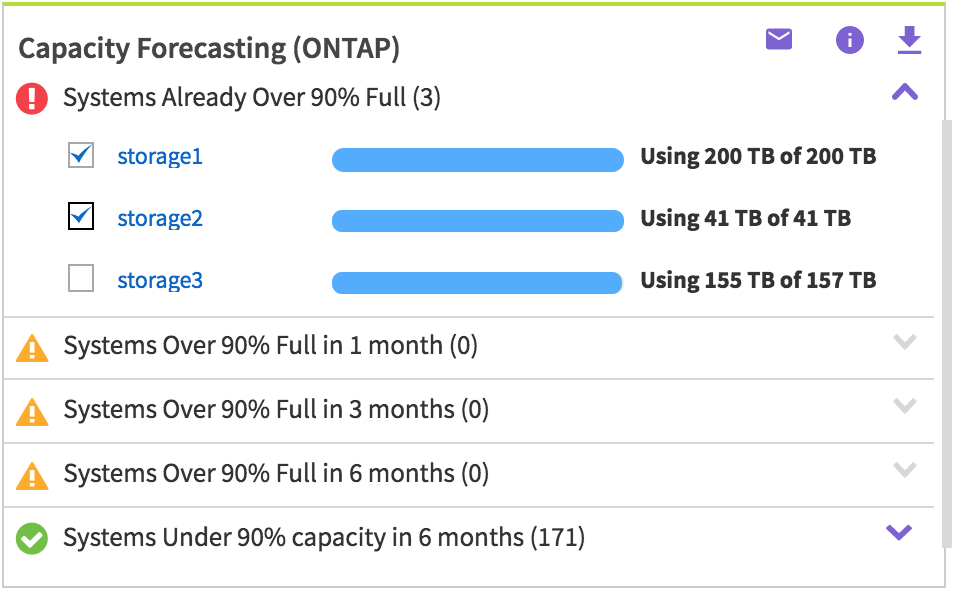 Capacity Forecasting (ONTAP)
Systems Already Over 90% Full (3)
storage1 Using 200 TB of 200 TB
storage2 Using 41 TB of 41 TB
storage3 Using 155 TB of 157 TB
Systems Over 90% Full in 1 month (0)
Systems Over 90% Full in 3 months (0)
Systems Over 90% Full in 6 months (0)
Systems Under 90% capacity in 6 months (171)